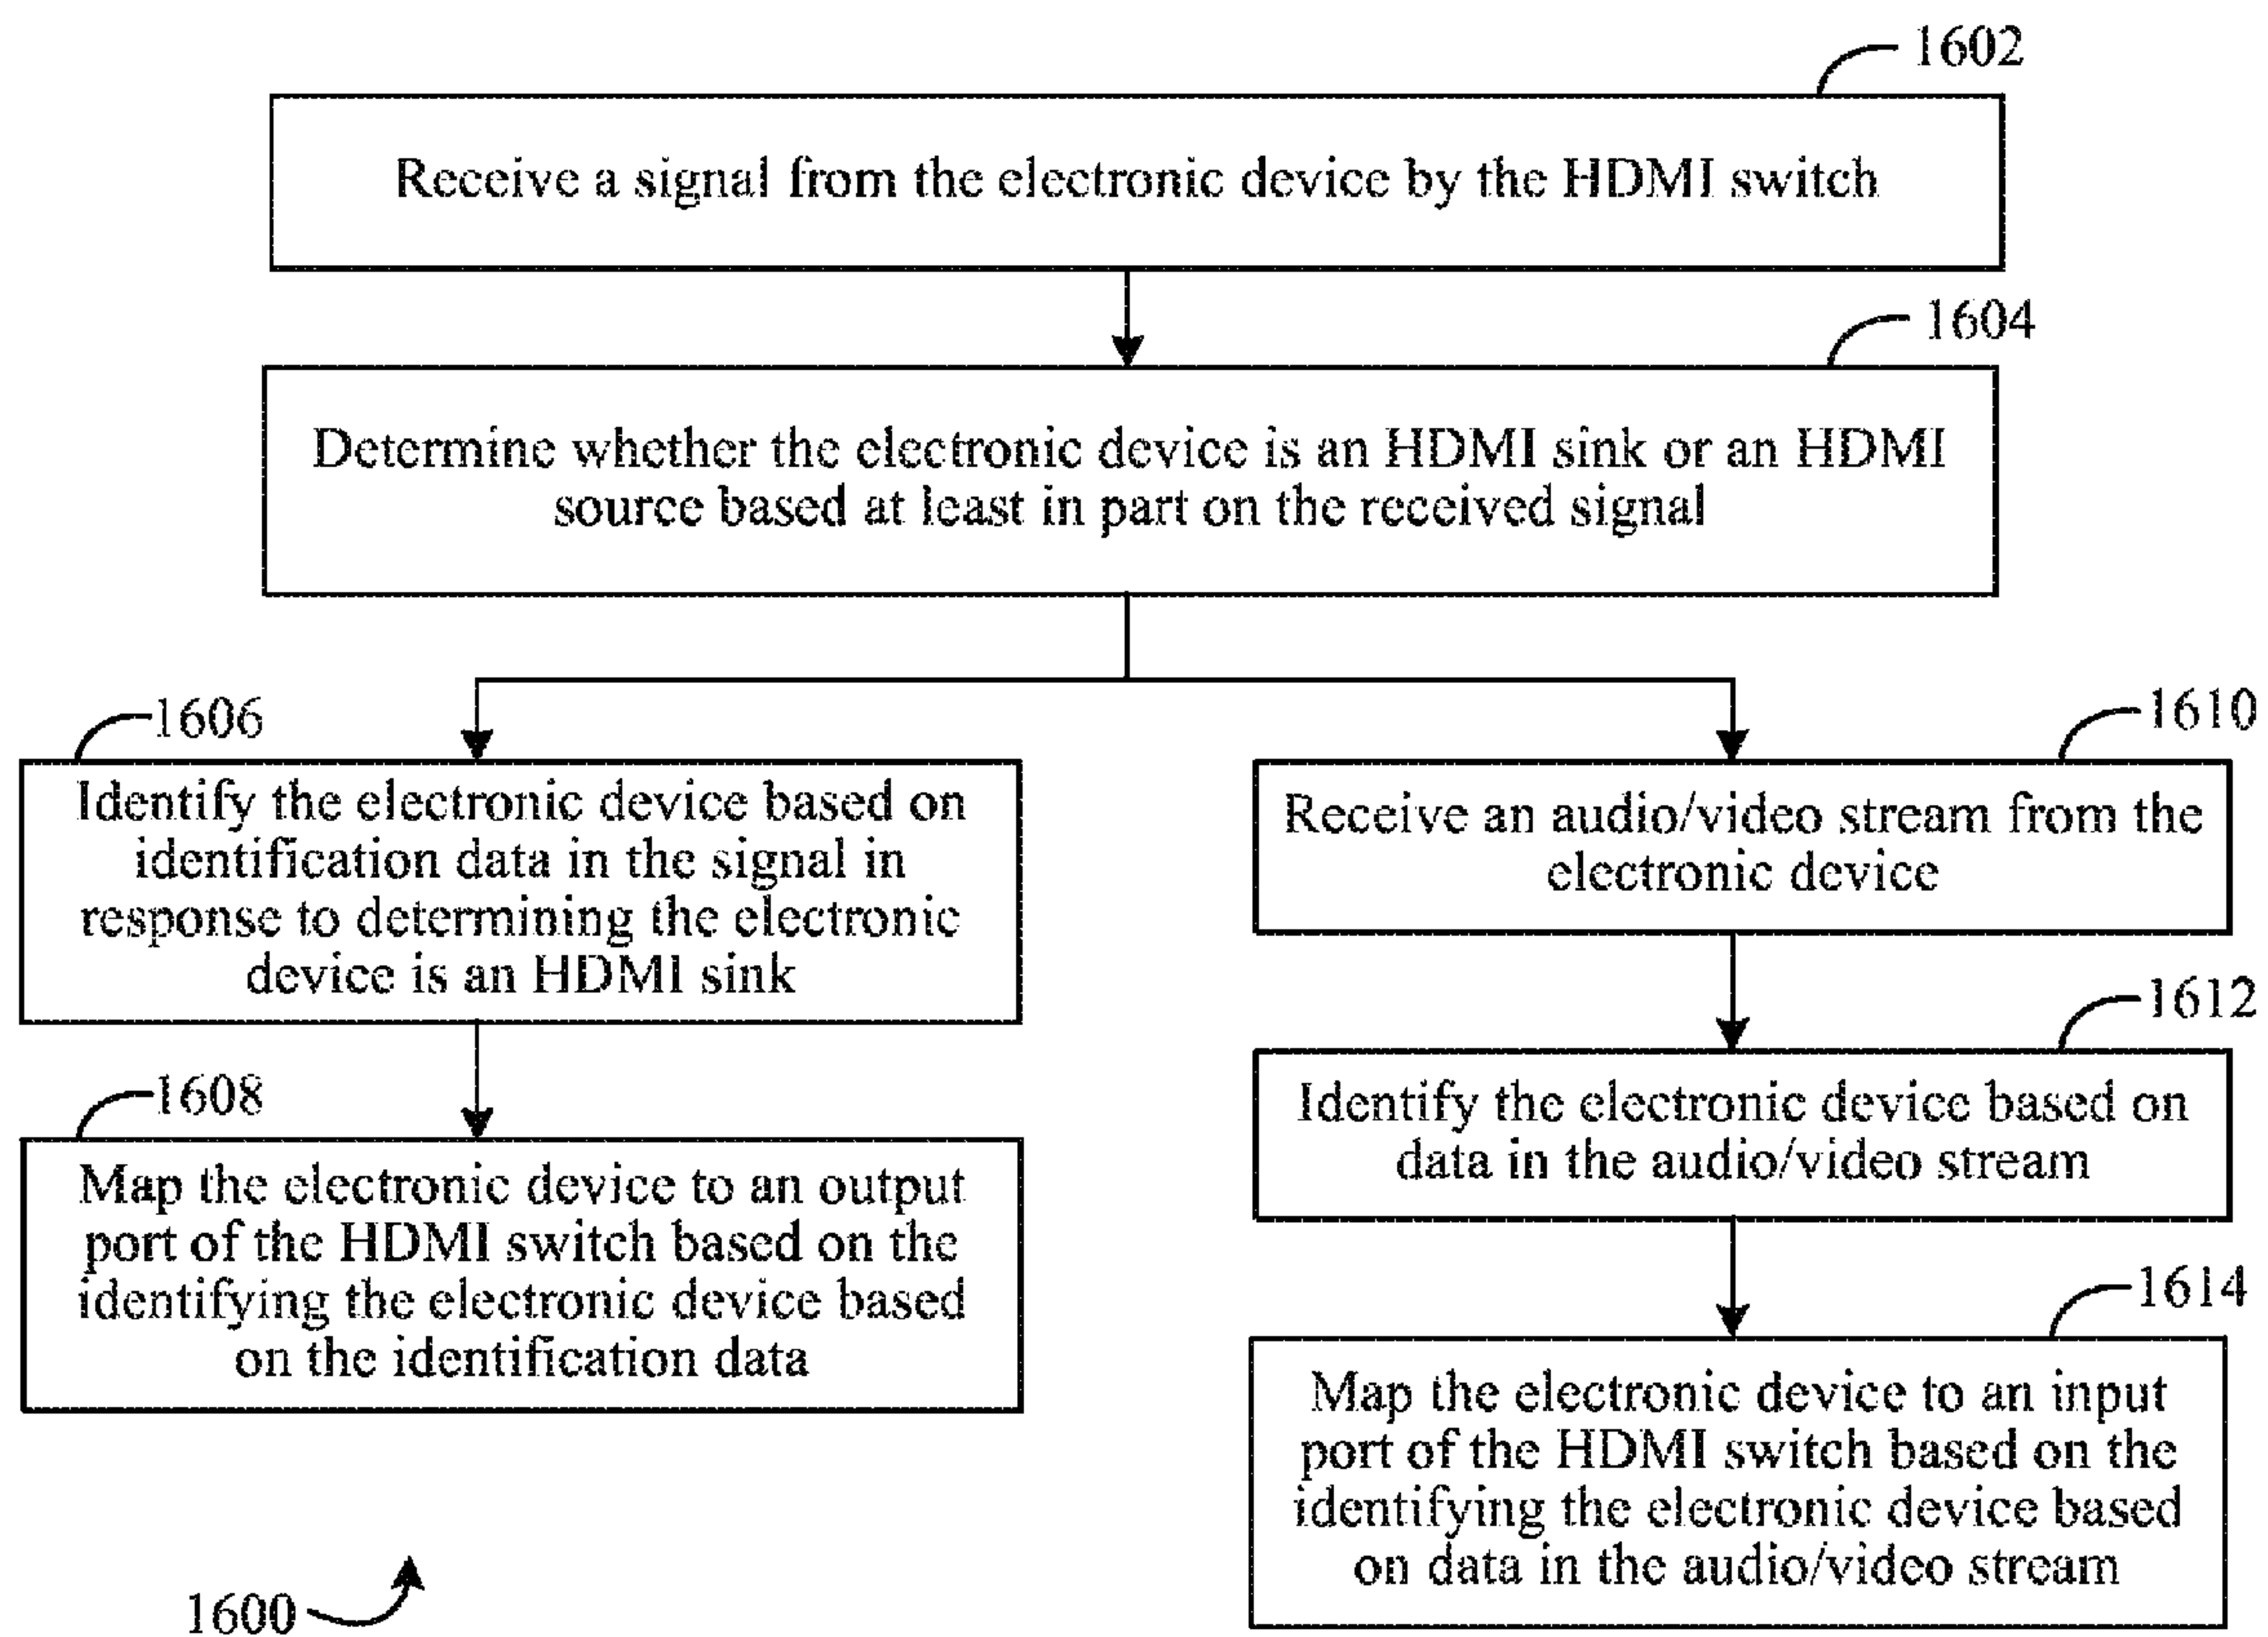 1602
Receive a signal from the electronic device by the HDMI switch
1604
Determine whether the electronic device is an HDMI sink or an HDMI
source based at least in part on the received signal
1606
Identify the electronic device based on
identification data in the signal in
response to determining the electronic
device is an HDMI sink
1608
Map the electronic device to an output
port of the HDMI switch based on the
identifying the electronic device based
on the identification data
1610
Receive an audio/video stream from the
electronic device
1612
Identify the electronic device based on
data in the audio/video stream
1614
Map the electronic device to an input
port of the HDMI switch based on the
identifying the electronic device based
on data in the audio/video stream
1600